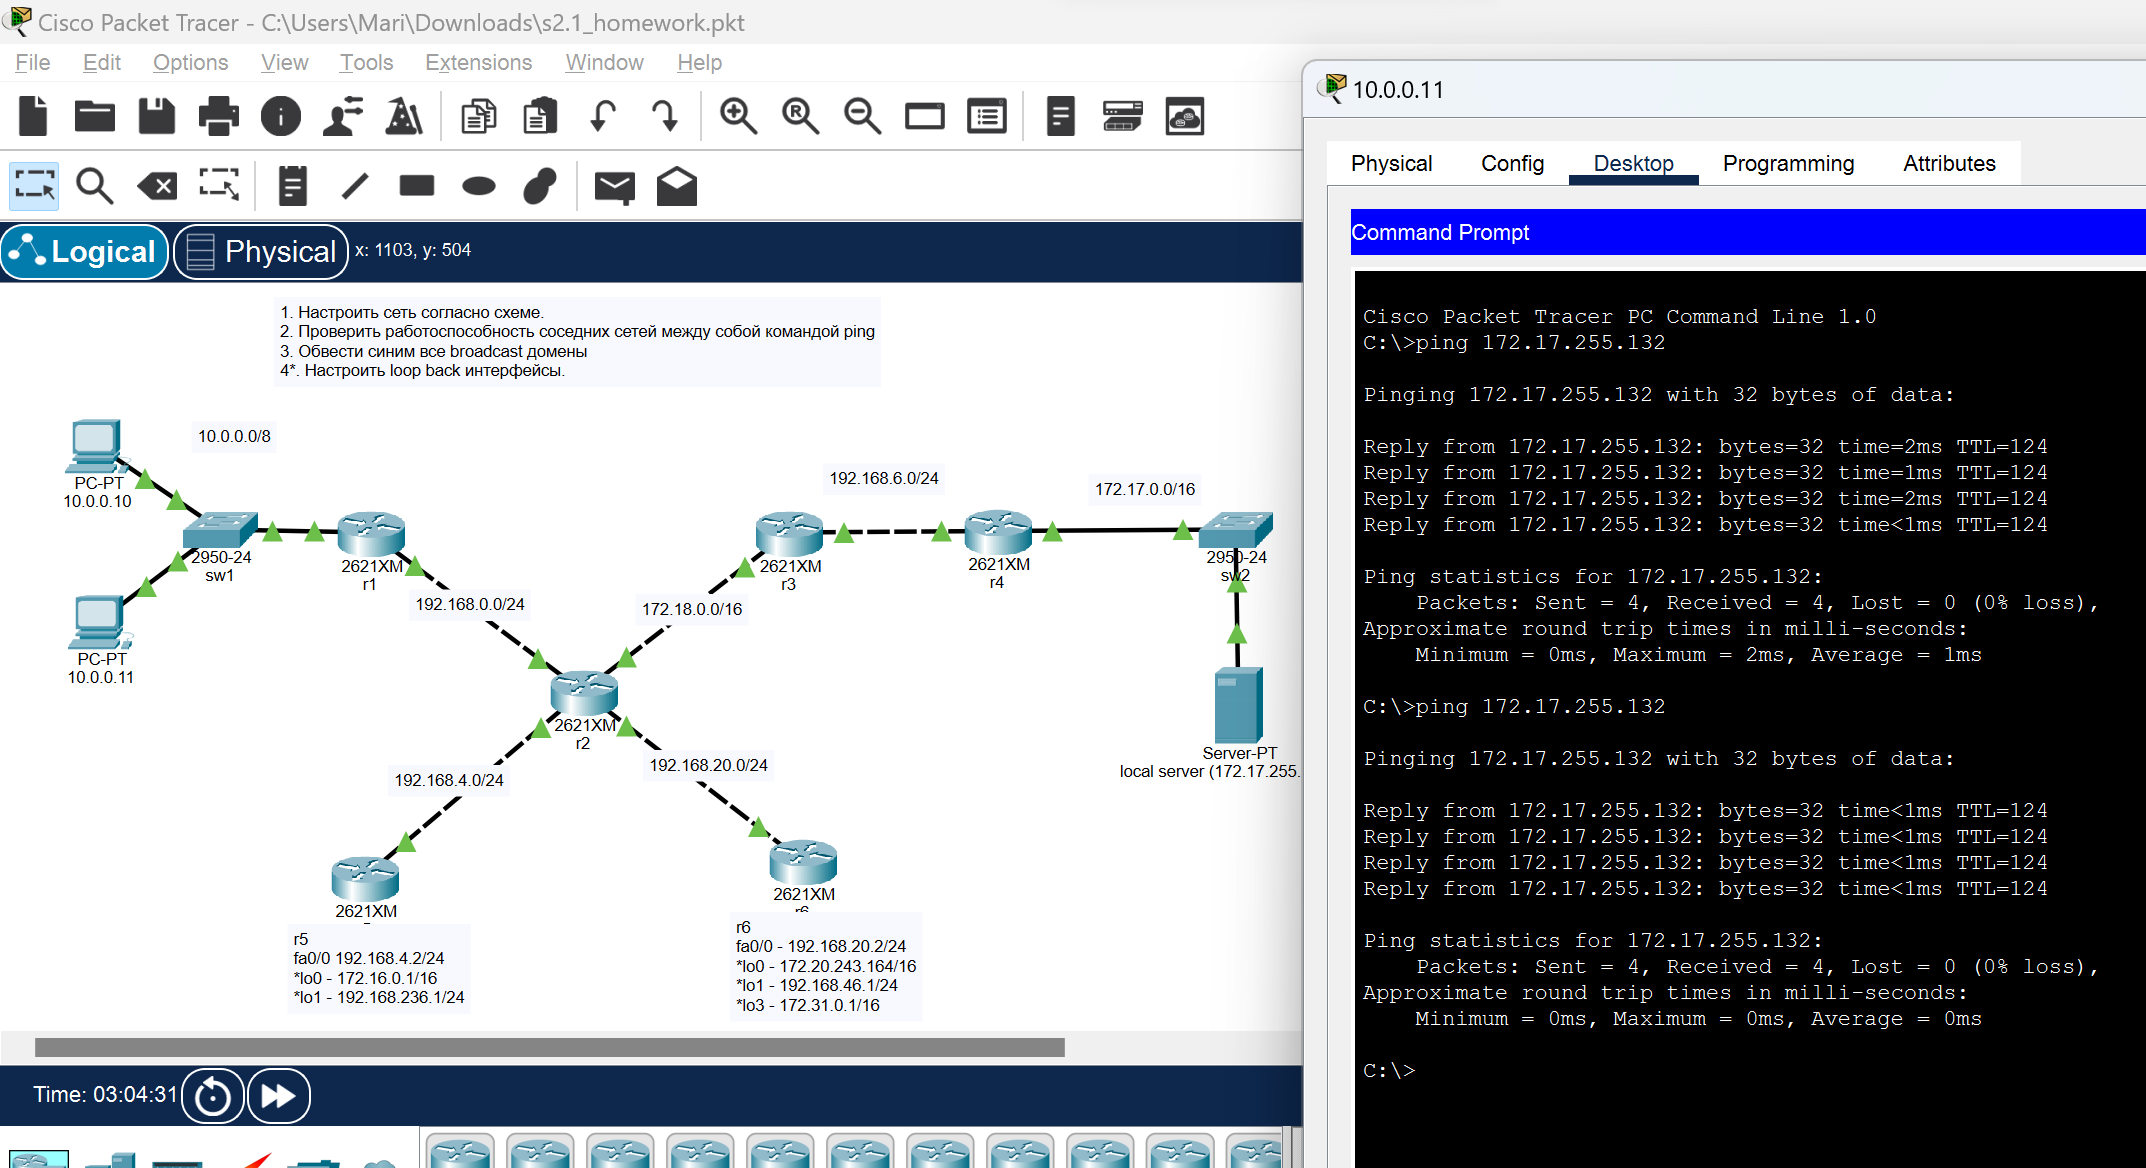 Cisco Packet Tracer - C:\Users\Mari\Downloads\s2.1_homework.pkt
File Edit Options View Tools Extensions Window Help
Logical Physical x: 1103, y: 504
1. Настроить сеть согласно схеме.
2. Проверить работоспособность соседних сетей между собой командой ping
3. Обвести синим все broadcast домены
4*. Настроить loop back интерфейсы.
10.0.0.0/8
PC-PT
10.0.0.10
2950-24
sw1
PC-PT
10.0.0.11
2621XM
r1
192.168.0.0/24
172.18.0.0/16
2621XM
r3
192.168.6.0/24
2621XM
r4
172.17.0.0/16
2950-24
sw2
Server-PT
local server (172.17.255.
2621XM
r2
192.168.4.0/24
192.168.20.0/24
2621XM
r5
fa0/0 192.168.4.2/24
*lo0 - 172.16.0.1/16
*lo1 - 192.168.236.1/24
2621XM
r6
r6
fa0/0 - 192.168.20.2/24
*lo0 - 172.20.243.164/16
*lo1 - 192.168.46.1/24
*lo3 - 172.31.0.1/16
Time: 03:04:31
10.0.0.11
Physical Config Desktop Programming Attributes
Command Prompt
Cisco Packet Tracer PC Command Line 1.0
C:\>ping 172.17.255.132
Pinging 172.17.255.132 with 32 bytes of data:
Reply from 172.17.255.132: bytes=32 time=2ms TTL=124
Reply from 172.17.255.132: bytes=32 time=1ms TTL=124
Reply from 172.17.255.132: bytes=32 time=2ms TTL=124
Reply from 172.17.255.132: bytes=32 time<1ms TTL=124
Ping statistics for 172.17.255.132:
Packets: Sent = 4, Received = 4, Lost = 0 (0% loss),
Approximate round trip times in milli-seconds:
Minimum = 0ms, Maximum = 2ms, Average = 1ms
C:\>ping 172.17.255.132
Pinging 172.17.255.132 with 32 bytes of data:
Reply from 172.17.255.132: bytes=32 time<1ms TTL=124
Reply from 172.17.255.132: bytes=32 time<1ms TTL=124
Reply from 172.17.255.132: bytes=32 time<1ms TTL=124
Reply from 172.17.255.132: bytes=32 time<1ms TTL=124
Ping statistics for 172.17.255.132:
Packets: Sent = 4, Received = 4, Lost = 0 (0% loss),
Approximate round trip times in milli-seconds:
Minimum = 0ms, Maximum = 0ms, Average = 0ms
C:\>